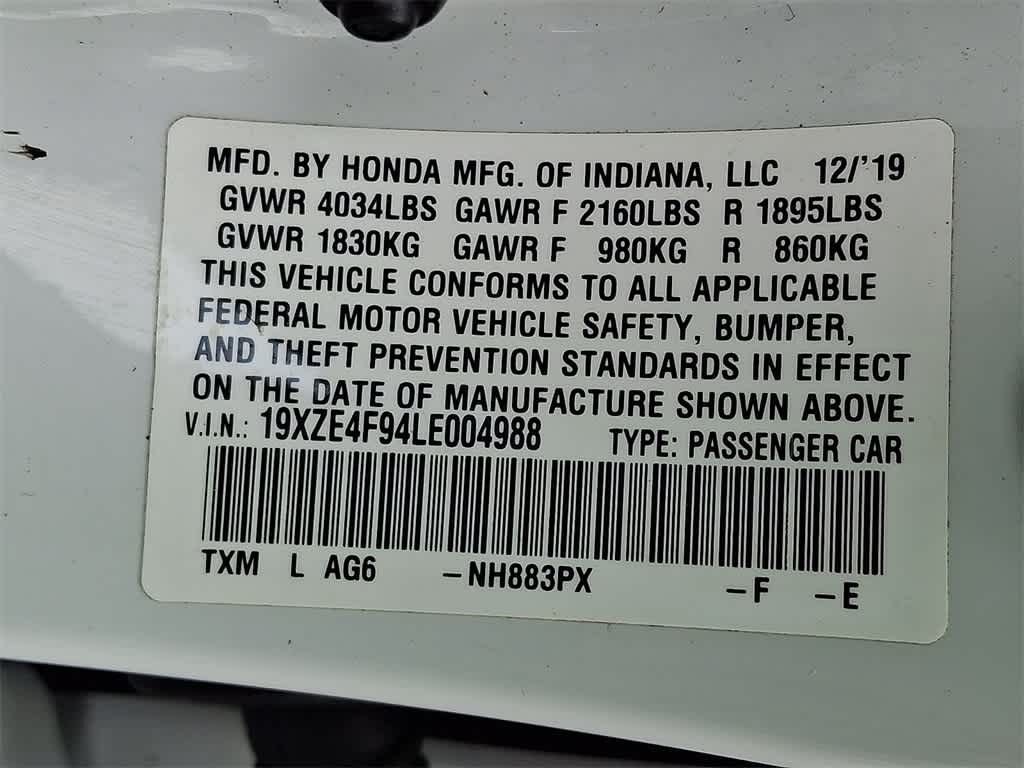 MFD. BY HONDA MFG. OF INDIANA, LLC 12/'19
GVWR 4034LBS GAWR F 2160LBS R 1895LBS
GVWR 1830KG GAWR F 980KG R 860KG
THIS VEHICLE CONFORMS TO ALL APPLICABLE
FEDERAL MOTOR VEHICLE SAFETY, BUMPER,
AND THEFT PREVENTION STANDARDS IN EFFECT
ON THE DATE OF MANUFACTURE SHOWN ABOVE.
V.I.N.: 19XZE4F94LE004988 TYPE: PASSENGER CAR
TXM L AG6 –NH883PX –F –E